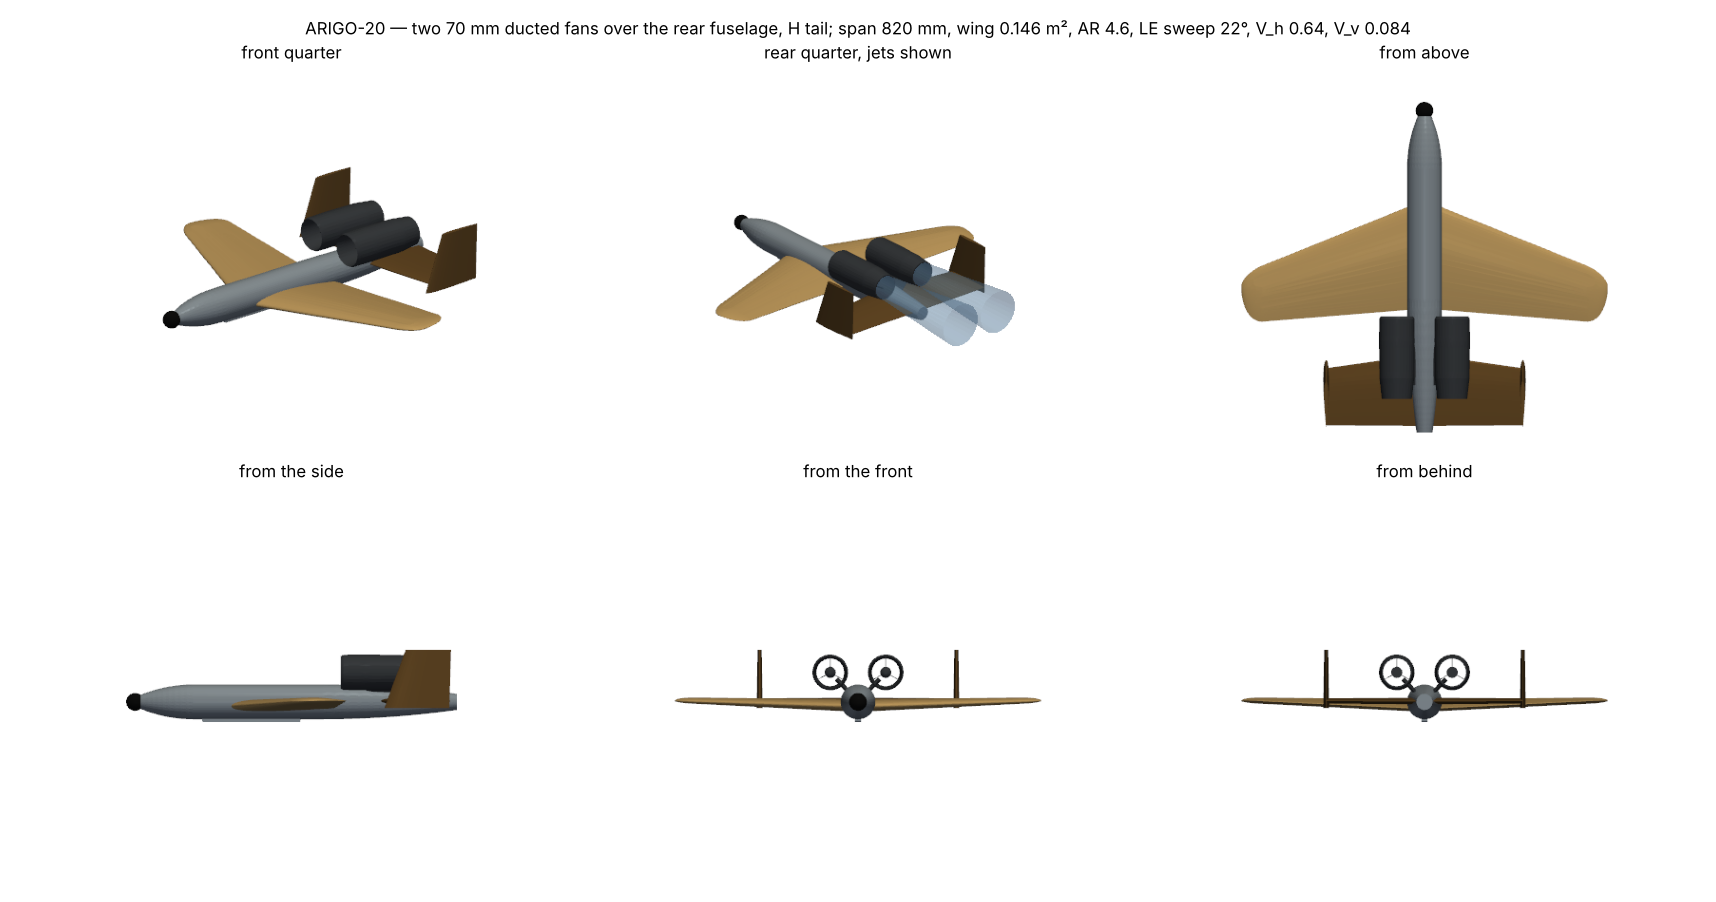 ARIGO-20 — two 70 mm ducted fans over the rear fuselage, H tail; span 820 mm, wing 0.146 m², AR 4.6, LE sweep 22°, V_h 0.64, V_v 0.084
front quarter
rear quarter, jets shown
from above
from the side
from the front
from behind